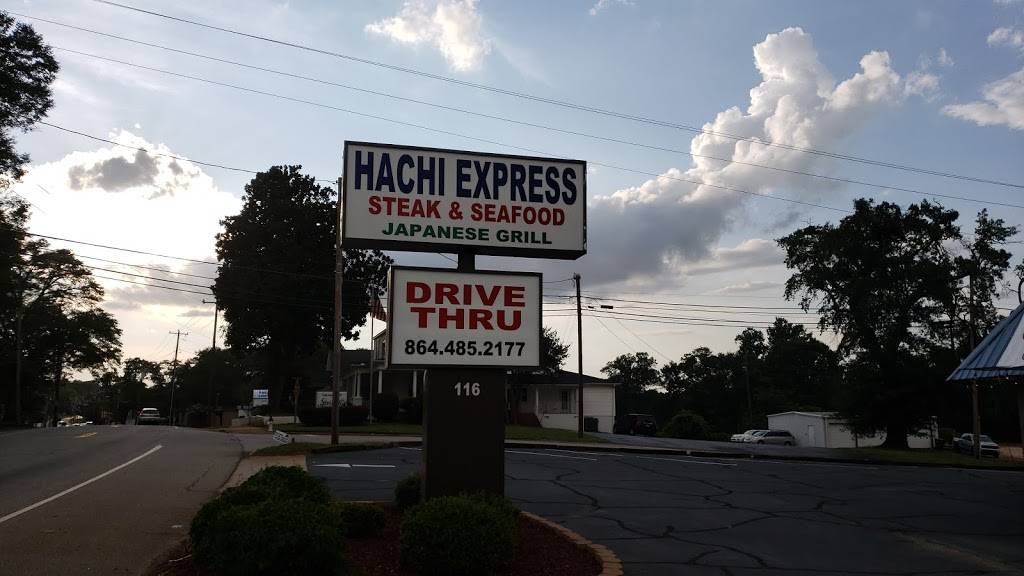 HACHI EXPRESS
STEAK & SEAFOOD
JAPANESE GRILL
DRIVE
THRU
864.485.2177
116